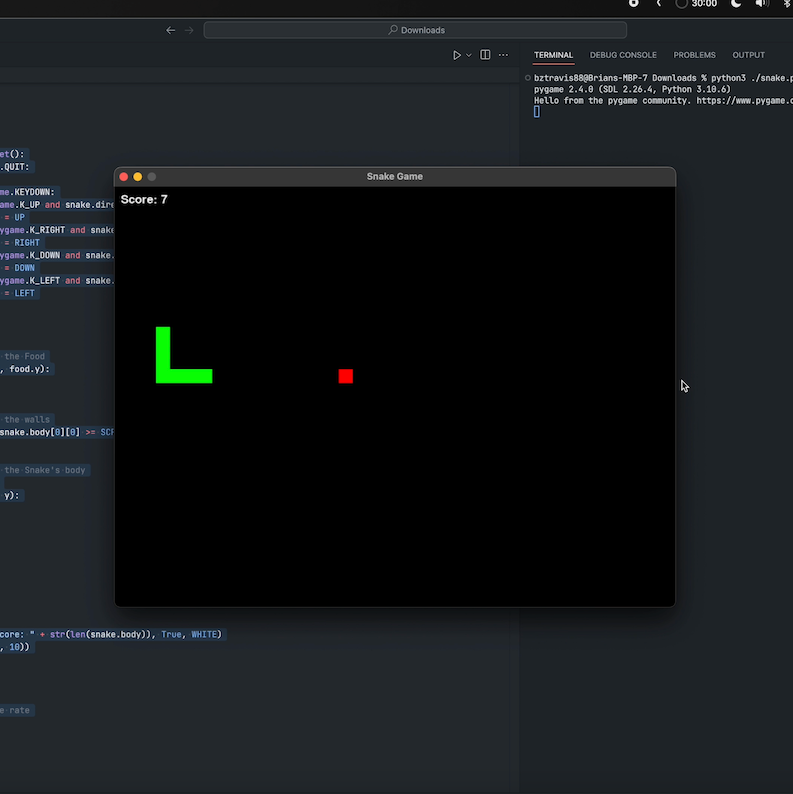 30:00
Downloads
TERMINAL DEBUG CONSOLE PROBLEMS OUTPUT
bztravis88@Brians-MBP-7 Downloads % python3 ./snake.p
pygame 2.4.0 (SDL 2.26.4, Python 3.10.6)
Hello from the pygame community. https://www.pygame.c
et():
.QUIT:
me.KEYDOWN:
ame.K_UP and snake.dire
= UP
ygame.K_RIGHT and snake
= RIGHT
ygame.K_DOWN and snake.
= DOWN
ygame.K_LEFT and snake.
= LEFT
the Food
, food.y):
the walls
snake.body[0][0] >= SCR
the Snake's body
y):
core: " + str(len(snake.body)), True, WHITE)
, 10))
e rate
Snake Game
Score: 7